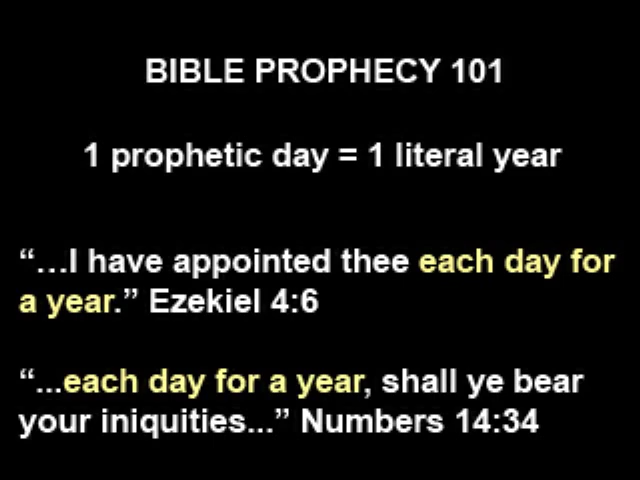 BIBLE PROPHECY 101
1 prophetic day = 1 literal year
“…I have appointed thee each day for
a year.” Ezekiel 4:6
“...each day for a year, shall ye bear
your iniquities...” Numbers 14:34